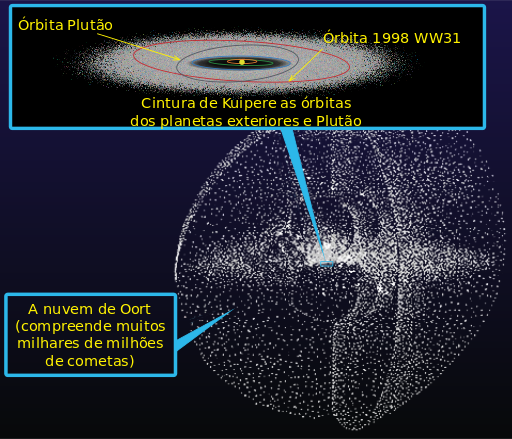 Órbita Plutão
Órbita 1998 WW31
Cintura de Kuipere as órbitas
dos planetas exteriores e Plutão
A nuvem de Oort
(compreende muitos
milhares de milhões
de cometas)